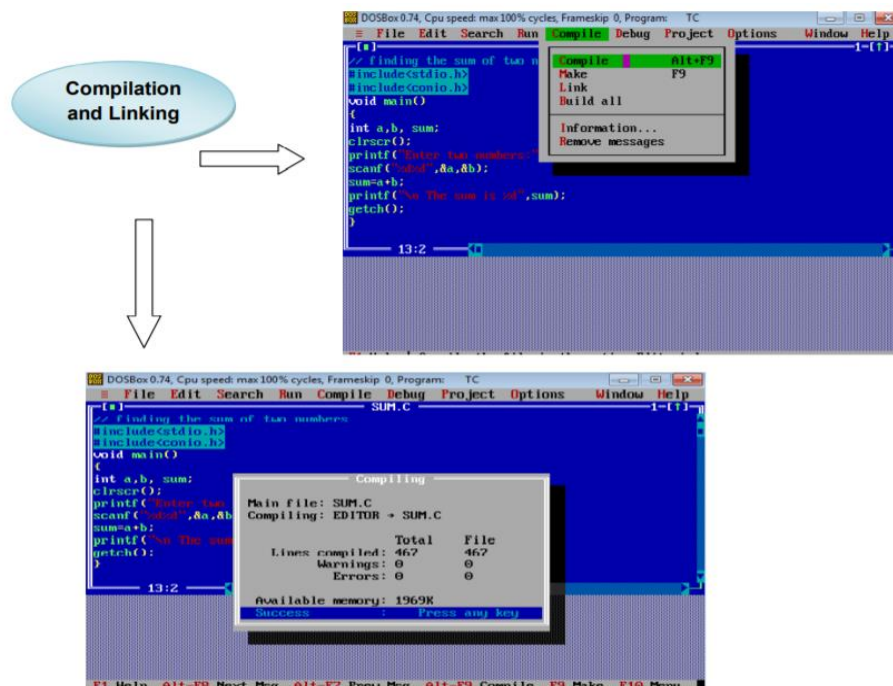 Compilation
and Linking
DOSBox 0.74, Cpu speed: max 100% cycles, Frameskip 0, Program: TC
≡ File Edit Search Run Compile Debug Project Options Window Help
// finding the sum of two n
1-[↑]
#include<stdio.h>
#include<conio.h>
void main()
{
int a,b, sum;
clrscr();
printf("Enter two numbers:"
scanf("%d%d",&a,&b);
sum=a+b;
printf("\n The sum is %d",sum);
getch();
}
13:2
Compile Alt+F9
Make F9
Link
Build all
Information...
Remove messages
DOSBox 0.74, Cpu speed: max 100% cycles, Frameskip 0, Program: TC
≡ File Edit Search Run Compile Debug Project Options Window Help
SUM.C 1-[↑]
// finding the sum of two numbers
#include<stdio.h>
#include<conio.h>
void main()
{
int a,b, sum;
clrscr();
printf("Enter two
scanf("%d%d",&a,&b
sum=a+b;
printf("\n The sum
getch();
}
13:2
Compiling
Main file: SUM.C
Compiling: EDITOR → SUM.C
Total File
Lines compiled: 467 467
Warnings: 0 0
Errors: 0 0
Available memory: 1969K
Success : Press any key
F1 Help Alt-F8 Next Msg Alt-F7 Prev Msg Alt-F9 Compile F9 Make F10 Menu